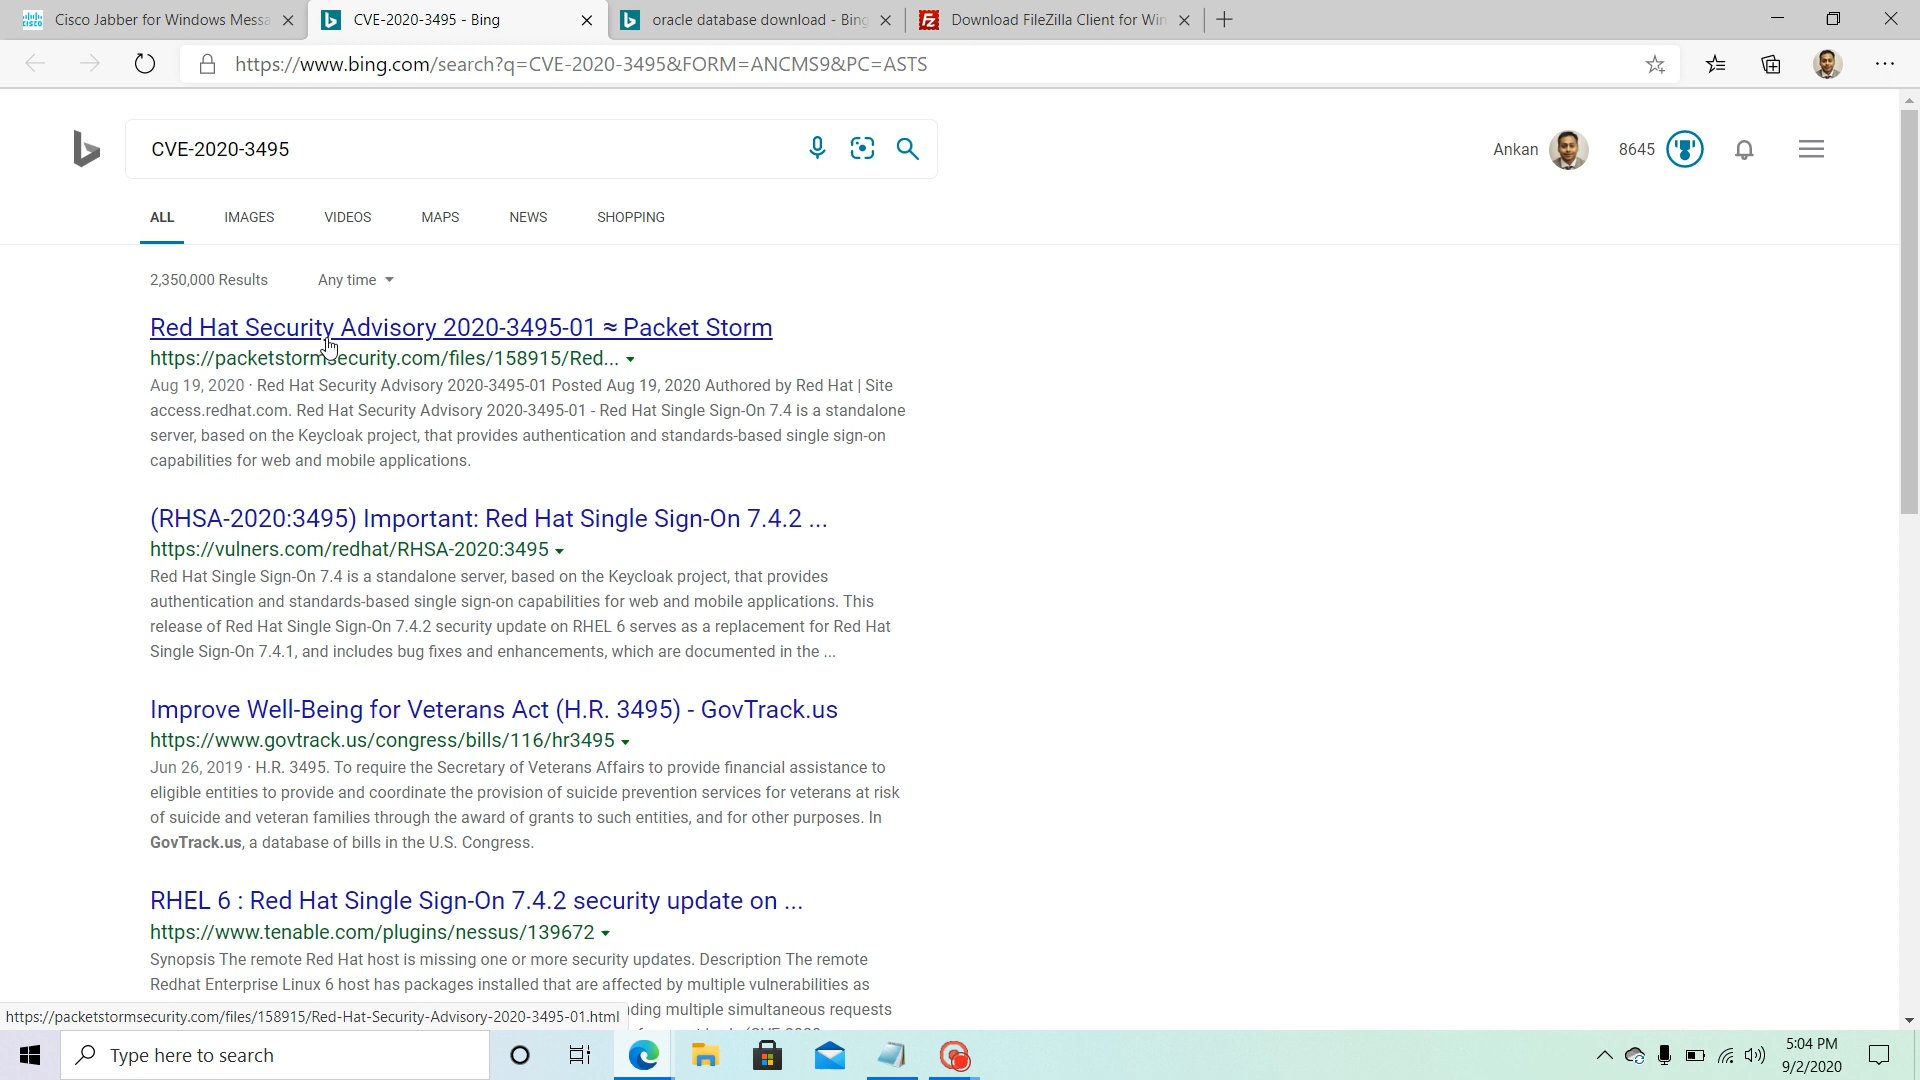 Cisco Jabber for Windows Messa
CVE-2020-3495 - Bing
oracle database download - Bing
Download FileZilla Client for Win
https://www.bing.com/search?q=CVE-2020-3495&FORM=ANCMS9&PC=ASTS
CVE-2020-3495
Ankan
8645
ALL IMAGES VIDEOS MAPS NEWS SHOPPING
2,350,000 Results Any time
Red Hat Security Advisory 2020-3495-01 ≈ Packet Storm
https://packetstormsecurity.com/files/158915/Red...
Aug 19, 2020 · Red Hat Security Advisory 2020-3495-01 Posted Aug 19, 2020 Authored by Red Hat | Site
access.redhat.com. Red Hat Security Advisory 2020-3495-01 - Red Hat Single Sign-On 7.4 is a standalone
server, based on the Keycloak project, that provides authentication and standards-based single sign-on
capabilities for web and mobile applications.
(RHSA-2020:3495) Important: Red Hat Single Sign-On 7.4.2 ...
https://vulners.com/redhat/RHSA-2020:3495
Red Hat Single Sign-On 7.4 is a standalone server, based on the Keycloak project, that provides
authentication and standards-based single sign-on capabilities for web and mobile applications. This
release of Red Hat Single Sign-On 7.4.2 security update on RHEL 6 serves as a replacement for Red Hat
Single Sign-On 7.4.1, and includes bug fixes and enhancements, which are documented in the ...
Improve Well-Being for Veterans Act (H.R. 3495) - GovTrack.us
https://www.govtrack.us/congress/bills/116/hr3495
Jun 26, 2019 · H.R. 3495. To require the Secretary of Veterans Affairs to provide financial assistance to
eligible entities to provide and coordinate the provision of suicide prevention services for veterans at risk
of suicide and veteran families through the award of grants to such entities, and for other purposes. In
GovTrack.us, a database of bills in the U.S. Congress.
RHEL 6 : Red Hat Single Sign-On 7.4.2 security update on ...
https://www.tenable.com/plugins/nessus/139672
Synopsis The remote Red Hat host is missing one or more security updates. Description The remote
Redhat Enterprise Linux 6 host has packages installed that are affected by multiple vulnerabilities as
ding multiple simultaneous requests
https://packetstormsecurity.com/files/158915/Red-Hat-Security-Advisory-2020-3495-01.html
Type here to search
5:04 PM
9/2/2020